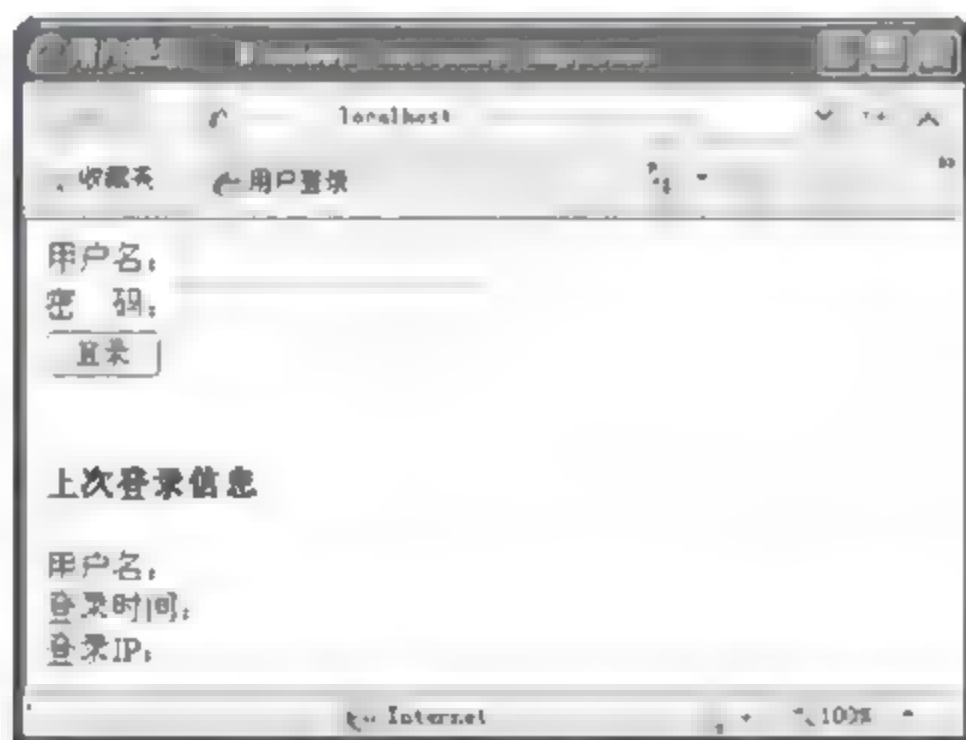 localhost
收藏夹 用户登录
用户名:
密 码:
登录
上次登录信息
用户名:
登录时间:
登录IP:
Internet 100%